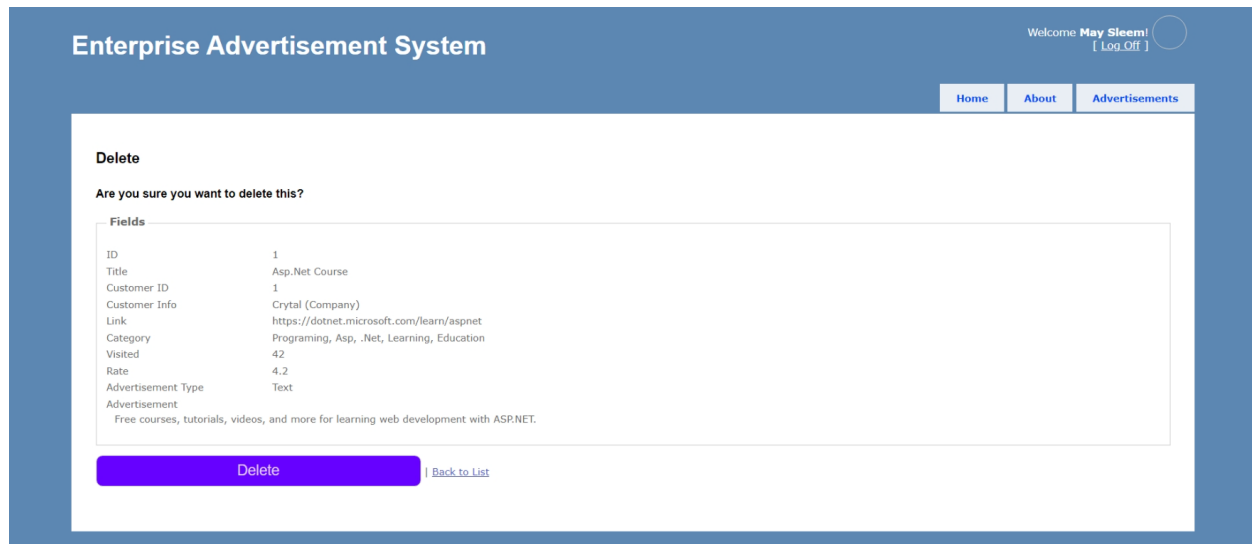 Enterprise Advertisement System
Welcome May Sleem!
[ Log Off ]
Home About Advertisements
Delete
Are you sure you want to delete this?
Fields
ID 1
Title Asp.Net Course
Customer ID 1
Customer Info Crytal (Company)
Link https://dotnet.microsoft.com/learn/aspnet
Category Programing, Asp, .Net, Learning, Education
Visited 42
Rate 4.2
Advertisement Type Text
Advertisement
Free courses, tutorials, videos, and more for learning web development with ASP.NET.
Delete | Back to List